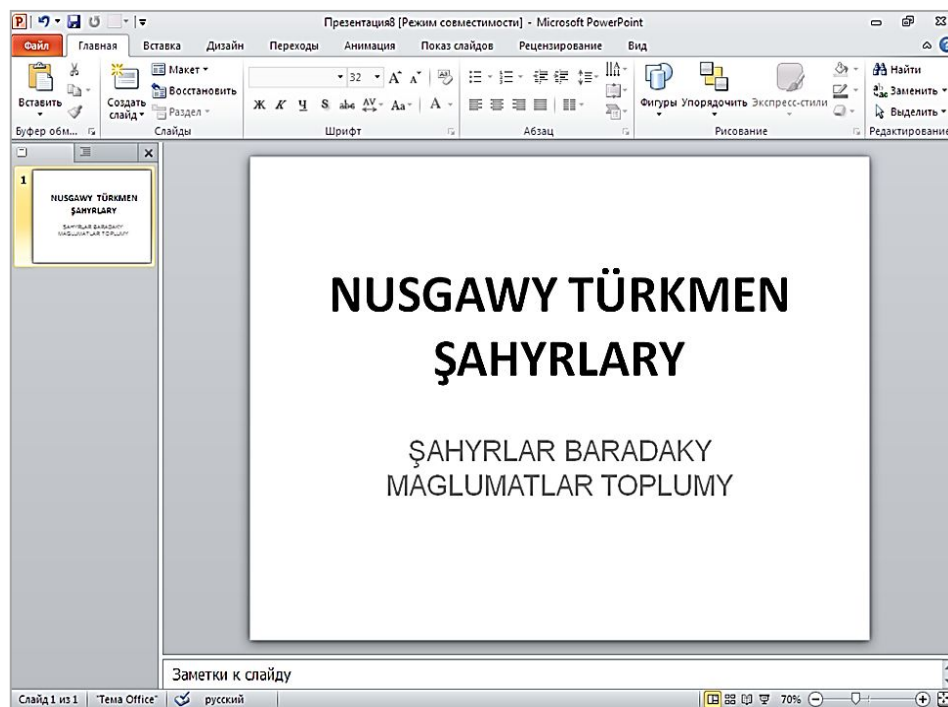 Презентация8 [Режим совместимости] - Microsoft PowerPoint
Файл Главная Вставка Дизайн Переходы Анимация Показ слайдов Рецензирование Вид
Вставить
Создать слайд
Макет
Восстановить
Раздел
32
Ж К Ч S abc AV Aa A
Фигуры Упорядочить Экспресс-стили
Найти
Заменить
Выделить
Буфер обм... Слайды Шрифт Абзац Рисование Редактирование
1
NUSGAWY TÜRKMEN
ŞAHYRLARY
ŞAHYRLAR BARADAKY
MAGLUMATLAR TOPLUMY
NUSGAWY TÜRKMEN
ŞAHYRLARY
ŞAHYRLAR BARADAKY
MAGLUMATLAR TOPLUMY
Заметки к слайду
Слайд 1 из 1 "Тема Office" русский 70%